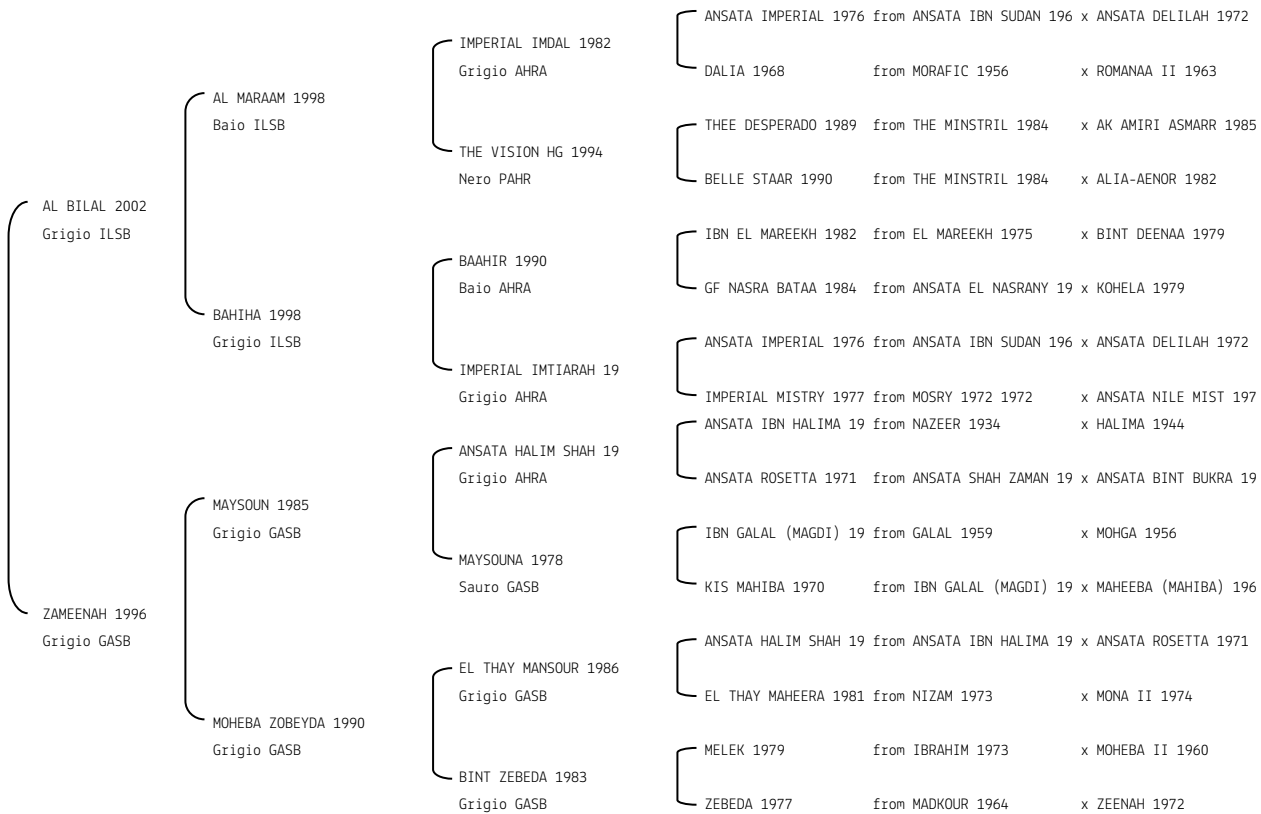 ANSATA IMPERIAL 1976 from ANSATA IBN SUDAN 196 x ANSATA DELILAH 1972
IMPERIAL IMDAL 1982
Grigio AHRA
DALIA 1968 from MORAFIC 1956 x ROMANAA II 1963
AL MARAAM 1998
Baio ILSB
THEE DESPERADO 1989 from THE MINSTRIL 1984 x AK AMIRI ASMARR 1985
THE VISION HG 1994
Nero PAHR
BELLE STAAR 1990 from THE MINSTRIL 1984 x ALIA-AENOR 1982
AL BILAL 2002
Grigio ILSB
IBN EL MAREEKH 1982 from EL MAREEKH 1975 x BINT DEENAA 1979
BAAHIR 1990
Baio AHRA
GF NASRA BATAA 1984 from ANSATA EL NASRANY 19 x KOHELA 1979
BAHIHA 1998
Grigio ILSB
ANSATA IMPERIAL 1976 from ANSATA IBN SUDAN 196 x ANSATA DELILAH 1972
IMPERIAL IMTIARAH 19
Grigio AHRA
IMPERIAL MISTRY 1977 from MOSRY 1972 1972 x ANSATA NILE MIST 197
ANSATA IBN HALIMA 19 from NAZEER 1934 x HALIMA 1944
ANSATA HALIM SHAH 19
Grigio AHRA
ANSATA ROSETTA 1971 from ANSATA SHAH ZAMAN 19 x ANSATA BINT BUKRA 19
MAYSOUN 1985
Grigio GASB
IBN GALAL (MAGDI) 19 from GALAL 1959 x MOHGA 1956
MAYSOUNA 1978
Sauro GASB
KIS MAHIBA 1970 from IBN GALAL (MAGDI) 19 x MAHEEBA (MAHIBA) 196
ZAMEENAH 1996
Grigio GASB
ANSATA HALIM SHAH 19 from ANSATA IBN HALIMA 19 x ANSATA ROSETTA 1971
EL THAY MANSOUR 1986
Grigio GASB
EL THAY MAHEERA 1981 from NIZAM 1973 x MONA II 1974
MOHEBA ZOBEYDA 1990
Grigio GASB
MELEK 1979 from IBRAHIM 1973 x MOHEBA II 1960
BINT ZEBEDA 1983
Grigio GASB
ZEBEDA 1977 from MADKOUR 1964 x ZEENAH 1972